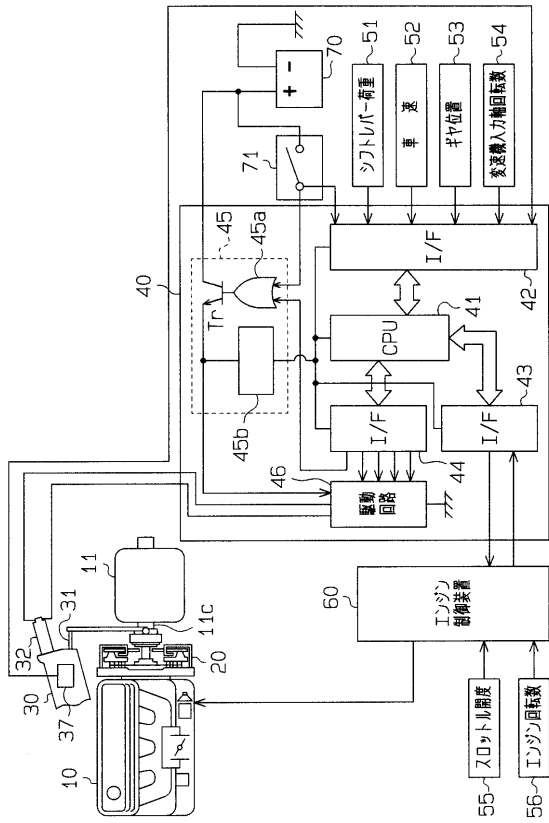 40
45
45a
45b
Tr
71
70
+ -
46
駆動
回路
I/F
44
CPU
41
I/F
42
I/F
43
シフトレバー荷重
51
車 速
52
ギヤ位置
53
変速機入力軸回転数
54
10
11
11c
20
30
31
32
37
エンジン
制御装置
60
スロットル開度
55
エンジン回転数
56